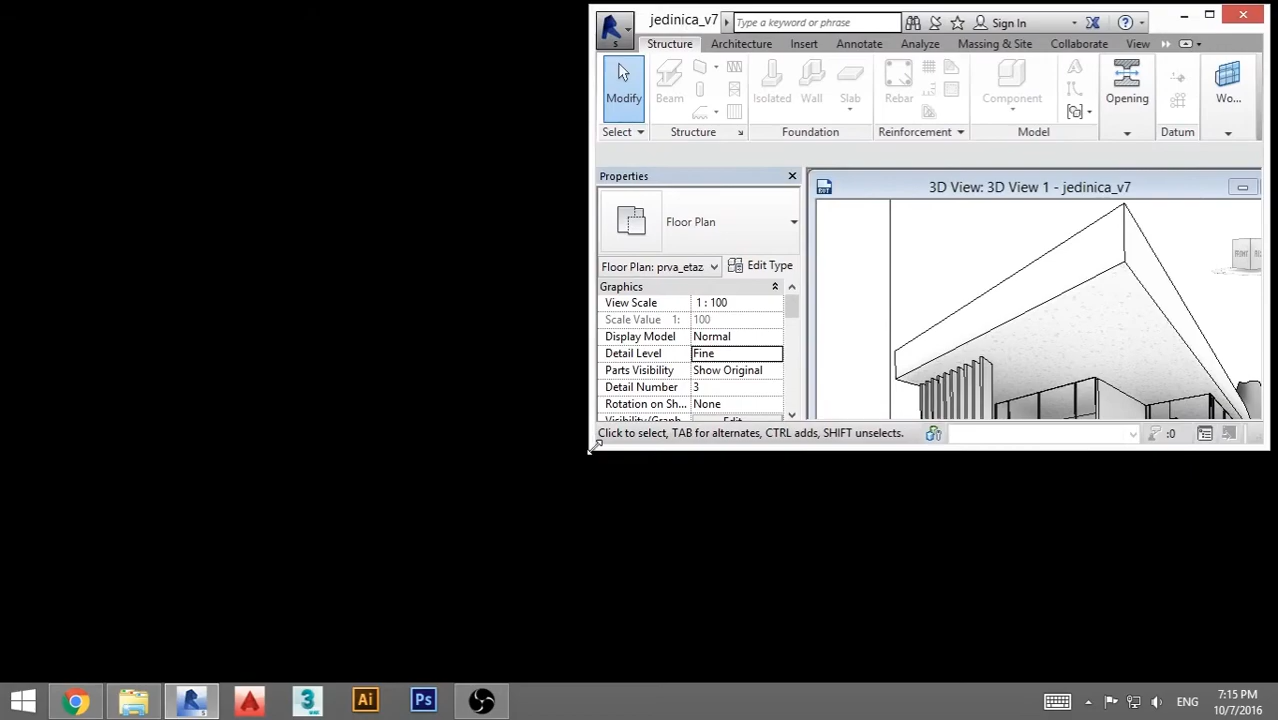 jedinica_v7
Type a keyword or phrase
Sign In
Structure
Architecture
Insert
Annotate
Analyze
Massing & Site
Collaborate
View
Modify
Beam
Isolated
Wall
Slab
Rebar
Component
Opening
Wo...
Select
Structure
Foundation
Reinforcement
Model
Datum
Properties
3D View: 3D View 1 - jedinica_v7
Floor Plan
Floor Plan: prva_etaz
Edit Type
Graphics
View Scale 1 : 100
Scale Value 1: 100
Display Model Normal
Detail Level Fine
Parts Visibility Show Original
Detail Number 3
Rotation on Sh... None
Visibility/Graph Edit
FRONT
Click to select, TAB for alternates, CTRL adds, SHIFT unselects.
:0
S
Ai
Ps
ENG
7:15 PM
10/7/2016